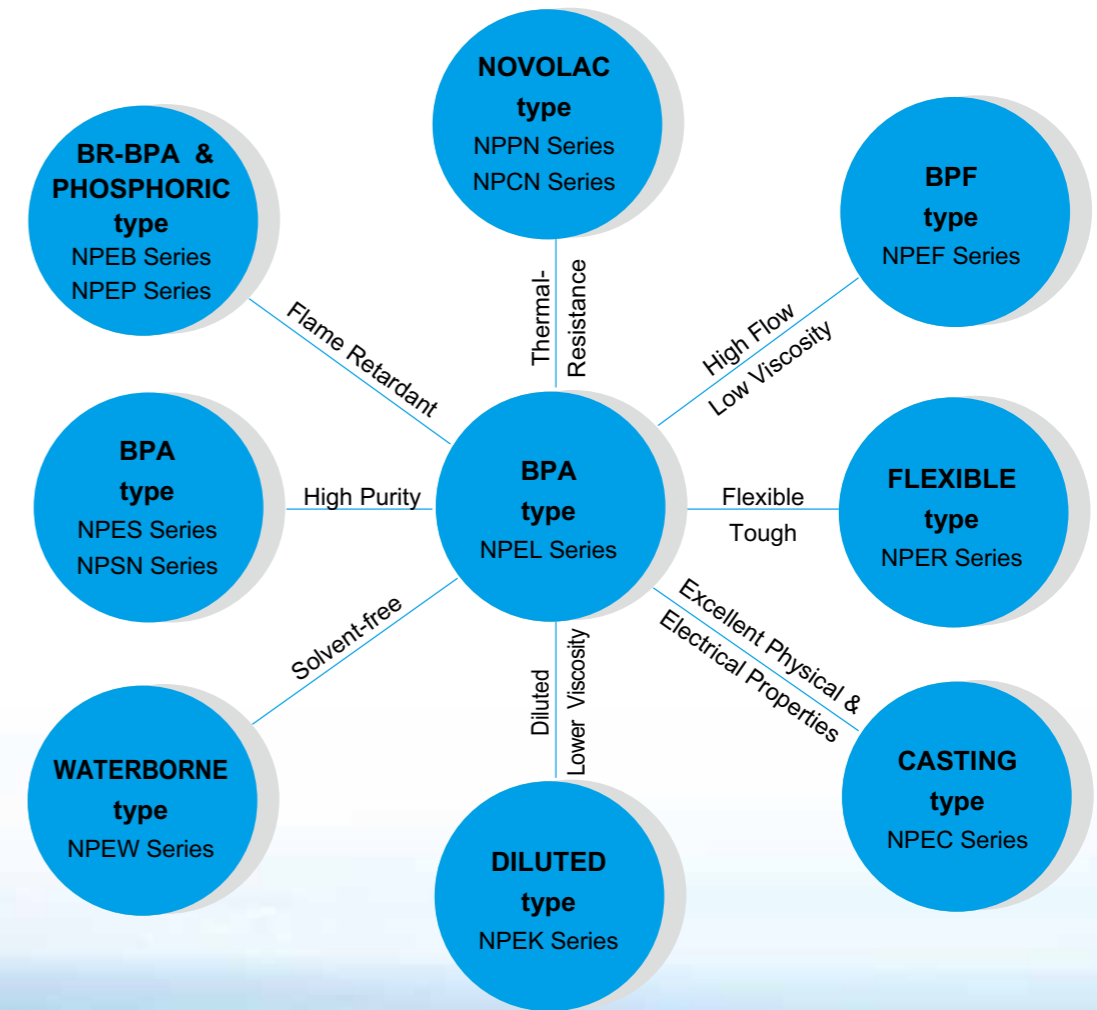 NOVOLAC
type
NPPN Series
NPCN Series
BR-BPA &
PHOSPHORIC
type
NPEB Series
NPEP Series
BPF
type
NPEF Series
Flame Retardant
Thermal-
Resistance
High Flow
Low Viscosity
BPA
type
NPES Series
NPSN Series
High Purity
BPA
type
NPEL Series
Flexible
Tough
FLEXIBLE
type
NPER Series
Solvent-free
Diluted
Lower Viscosity
Excellent Physical &
Electrical Properties
WATERBORNE
type
NPEW Series
DILUTED
type
NPEK Series
CASTING
type
NPEC Series